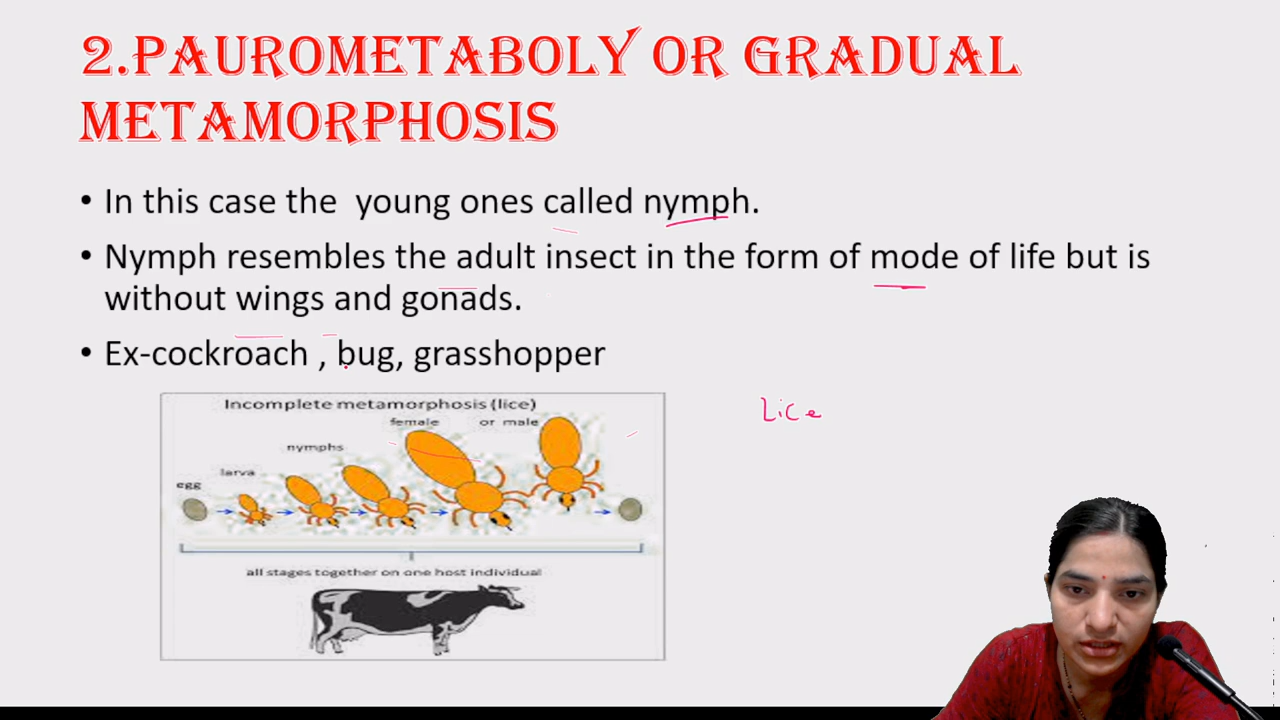 2.PAUROMETABOLY OR GRADUAL
METAMORPHOSIS
• In this case the  young ones called nymph.
• Nymph resembles the adult insect in the form of mode of life but is
without wings and gonads.
• Ex-cockroach , bug, grasshopper
Incomplete metamorphosis (lice)
female or male
nymphs
larva
egg
all stages together on one host individual
Lice